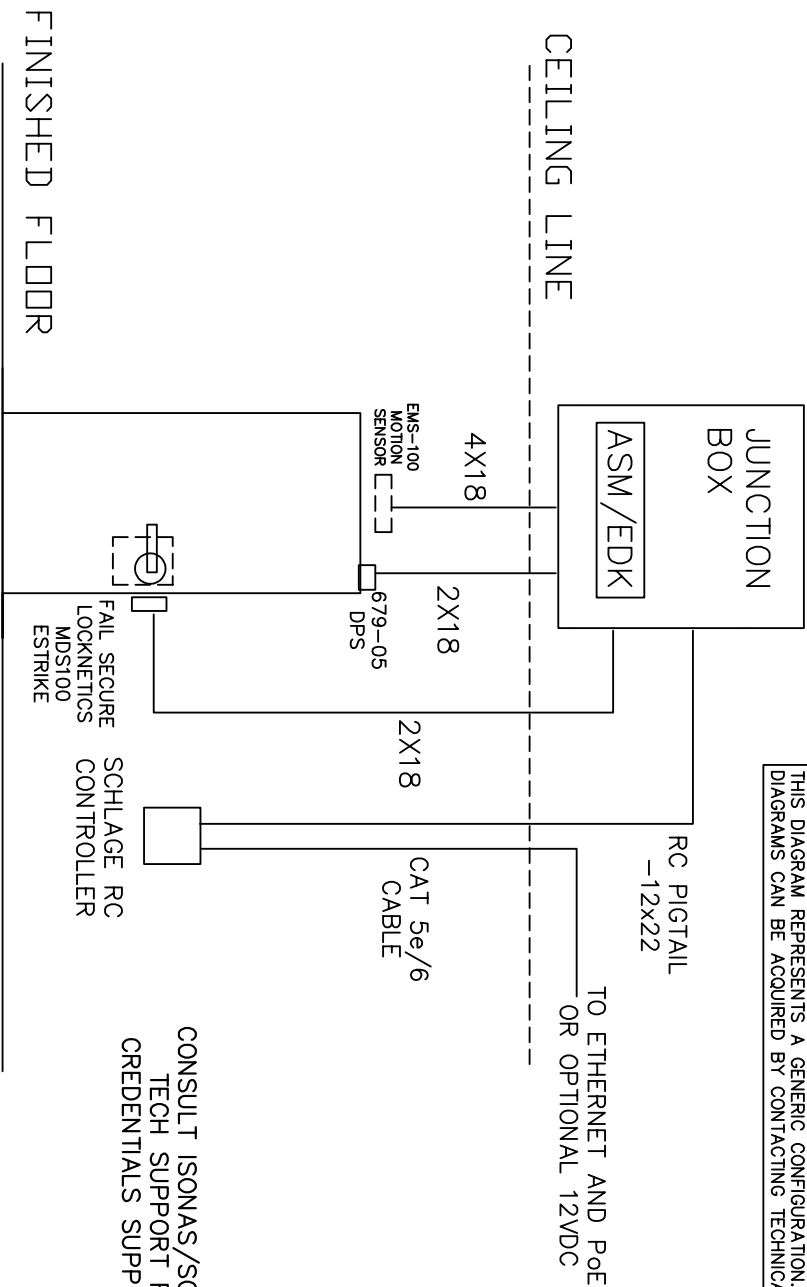 THIS DIAGRAM REPRESENTS A GENERIC CONFIGURATION.
DIAGRAMS CAN BE ACQUIRED BY CONTACTING
JUNCTION
BOX
ASM/EDK
RC PIGTAIL
-12x22
TO ETHERNET AND PoE
OR OPTIONAL 12VDC
CEILING LINE
4X18
2X18
2X18
CAT 5e/6
CABLE
EMS-100
MOTION
SENSOR
679-05
DPS
FAIL SECURE
LOCKNETICS
MDS100
ESTRIKE
SCHLAGE RC
CONTROLLER
CONSULT ISONAS/
TECH SUPPORT
CREDENTIALS
FINISHED FLOOR